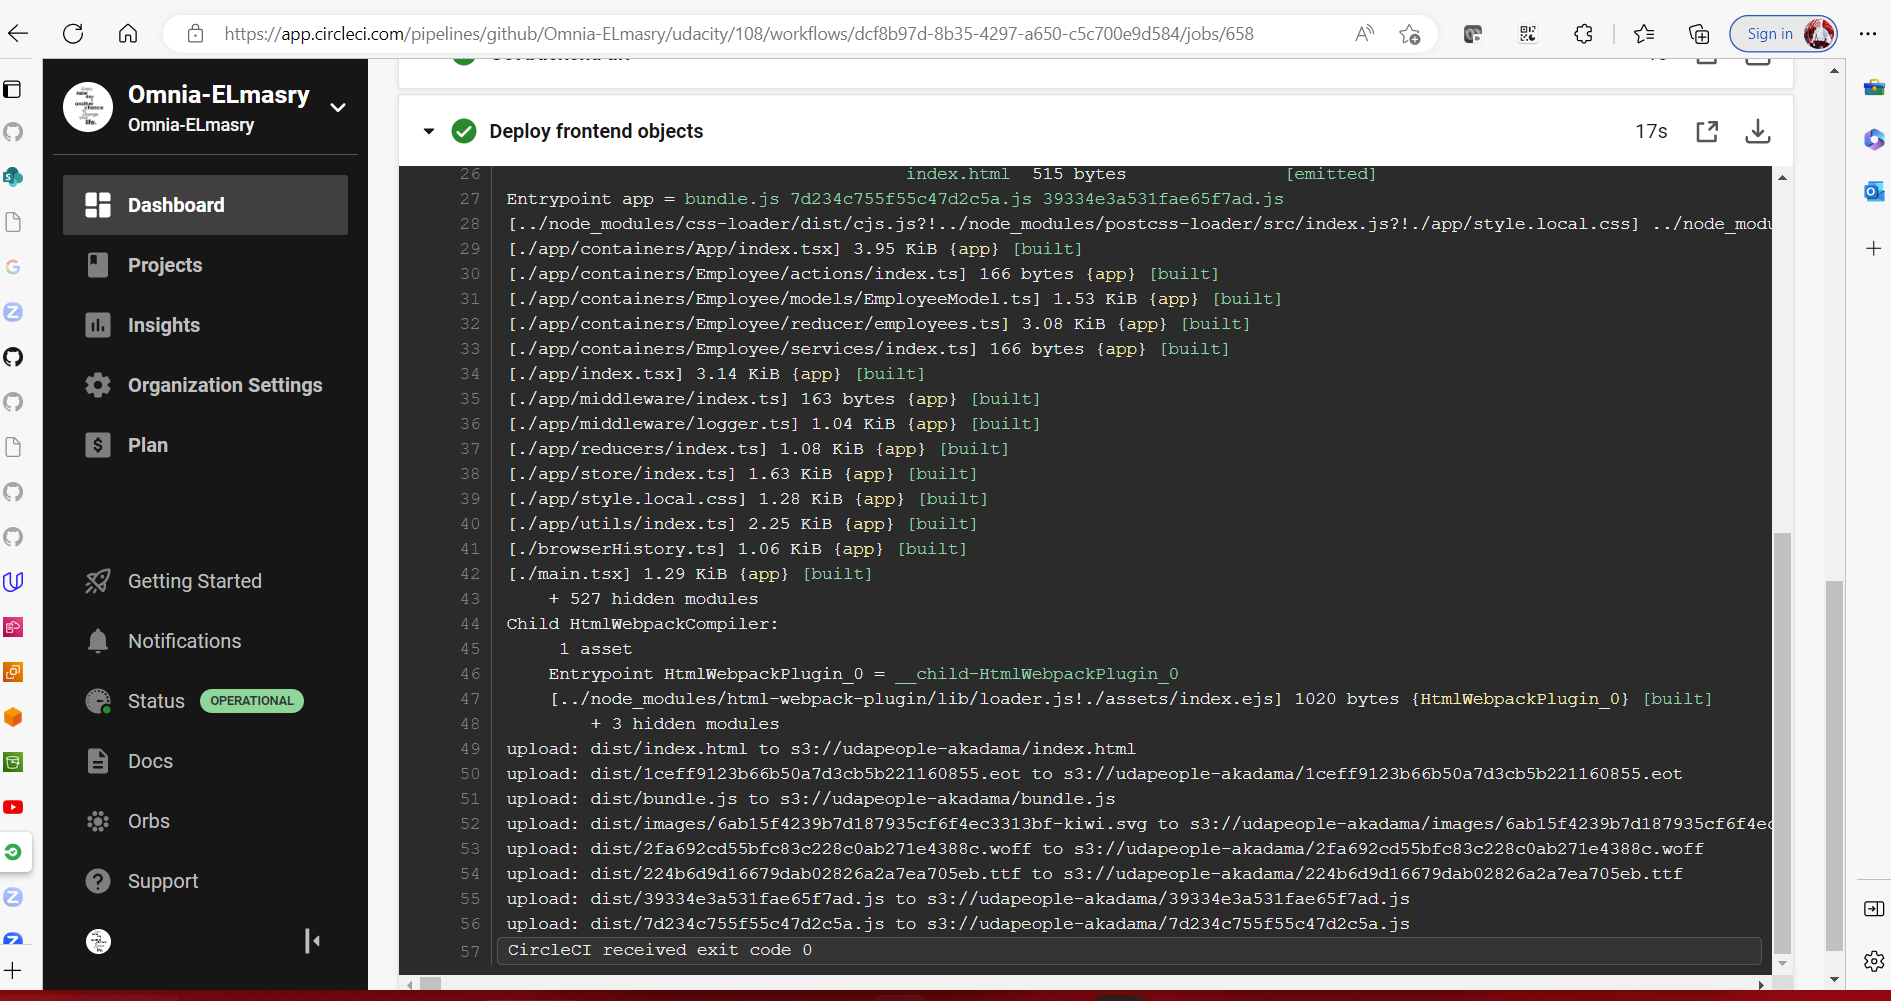 https://app.circleci.com/pipelines/github/Omnia-ELmasry/udacity/108/workflows/dcf8b97d-8b35-4297-a650-c5c700e9d584/jobs/658
Sign in
Omnia-ELmasry
Omnia-ELmasry
Dashboard
Projects
Insights
Organization Settings
Plan
Getting Started
Notifications
Status OPERATIONAL
Docs
Orbs
Support
Deploy frontend objects 17s
26 index.html 515 bytes [emitted]
27 Entrypoint app = bundle.js 7d234c755f55c47d2c5a.js 39334e3a531fae65f7ad.js
28 [../node_modules/css-loader/dist/cjs.js?!../node_modules/postcss-loader/src/index.js?!./app/style.local.css] ../node_modu
29 [./app/containers/App/index.tsx] 3.95 KiB {app} [built]
30 [./app/containers/Employee/actions/index.ts] 166 bytes {app} [built]
31 [./app/containers/Employee/models/EmployeeModel.ts] 1.53 KiB {app} [built]
32 [./app/containers/Employee/reducer/employees.ts] 3.08 KiB {app} [built]
33 [./app/containers/Employee/services/index.ts] 166 bytes {app} [built]
34 [./app/index.tsx] 3.14 KiB {app} [built]
35 [./app/middleware/index.ts] 163 bytes {app} [built]
36 [./app/middleware/logger.ts] 1.04 KiB {app} [built]
37 [./app/reducers/index.ts] 1.08 KiB {app} [built]
38 [./app/store/index.ts] 1.63 KiB {app} [built]
39 [./app/style.local.css] 1.28 KiB {app} [built]
40 [./app/utils/index.ts] 2.25 KiB {app} [built]
41 [./browserHistory.ts] 1.06 KiB {app} [built]
42 [./main.tsx] 1.29 KiB {app} [built]
43 + 527 hidden modules
44 Child HtmlWebpackCompiler:
45 1 asset
46 Entrypoint HtmlWebpackPlugin_0 = __child-HtmlWebpackPlugin_0
47 [../node_modules/html-webpack-plugin/lib/loader.js!./assets/index.ejs] 1020 bytes {HtmlWebpackPlugin_0} [built]
48 + 3 hidden modules
49 upload: dist/index.html to s3://udapeople-akadama/index.html
50 upload: dist/1ceff9123b66b50a7d3cb5b221160855.eot to s3://udapeople-akadama/1ceff9123b66b50a7d3cb5b221160855.eot
51 upload: dist/bundle.js to s3://udapeople-akadama/bundle.js
52 upload: dist/images/6ab15f4239b7d187935cf6f4ec3313bf-kiwi.svg to s3://udapeople-akadama/images/6ab15f4239b7d187935cf6f4ec
53 upload: dist/2fa692cd55bfc83c228c0ab271e4388c.woff to s3://udapeople-akadama/2fa692cd55bfc83c228c0ab271e4388c.woff
54 upload: dist/224b6d9d16679dab02826a2a7ea705eb.ttf to s3://udapeople-akadama/224b6d9d16679dab02826a2a7ea705eb.ttf
55 upload: dist/39334e3a531fae65f7ad.js to s3://udapeople-akadama/39334e3a531fae65f7ad.js
56 upload: dist/7d234c755f55c47d2c5a.js to s3://udapeople-akadama/7d234c755f55c47d2c5a.js
57 CircleCI received exit code 0